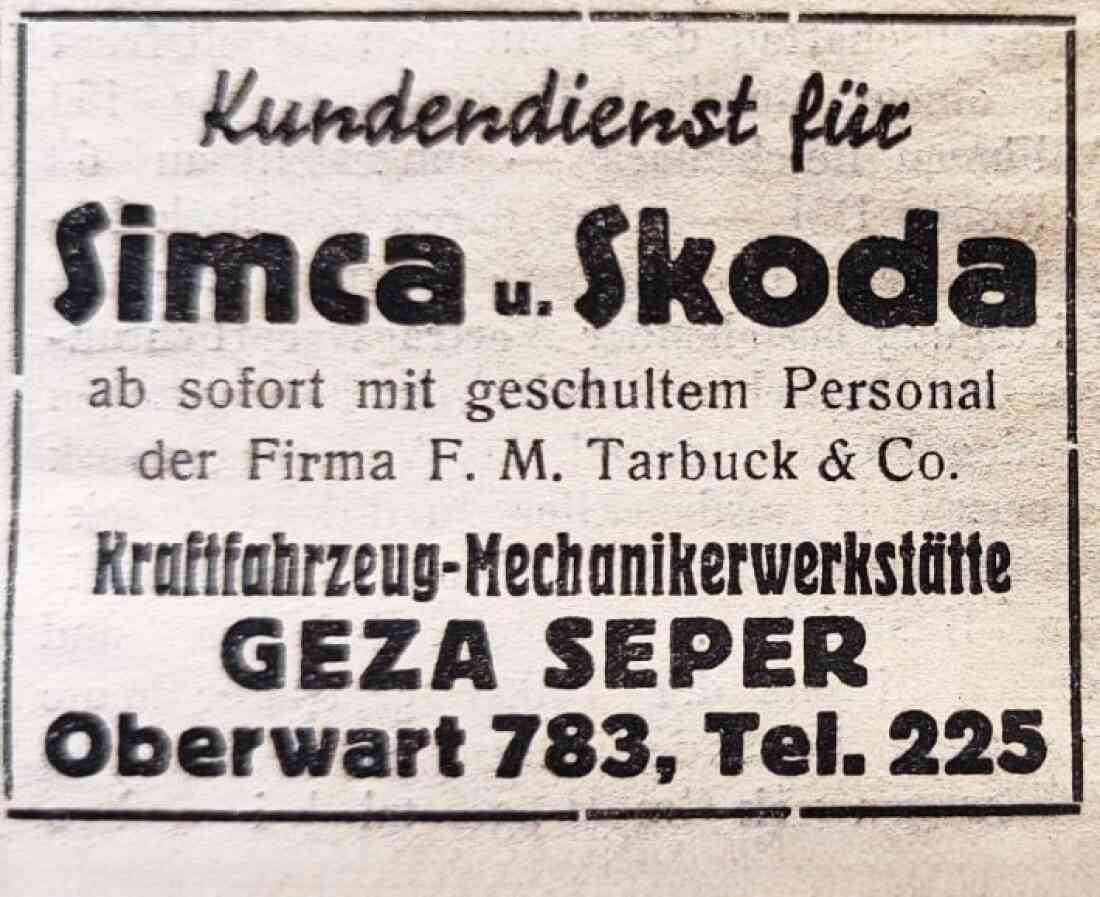 Kundendienst für
Simca u. Skoda
ab sofort mit geschultem Personal
der Firma F. M. Tarbuck & Co.
Kraftfahrzeug-Mechanikerwerkstätte
GEZA SEPER
Oberwart 783, Tel. 225